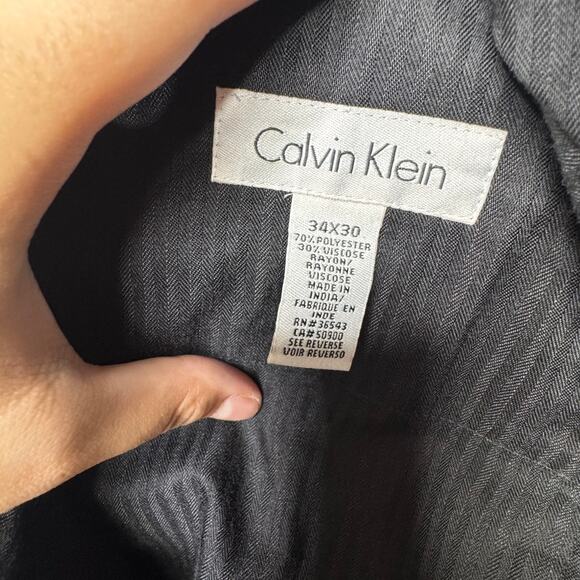 Calvin Klein
34X30
70% POLYESTER
30% VISCOSE
RAYON/
RAYONNE
VISCOSE
MADE IN
INDIA/
FABRIQUE EN
INDE
RN#36543
CA#50900
SEE REVERSE
VOIR REVERSO